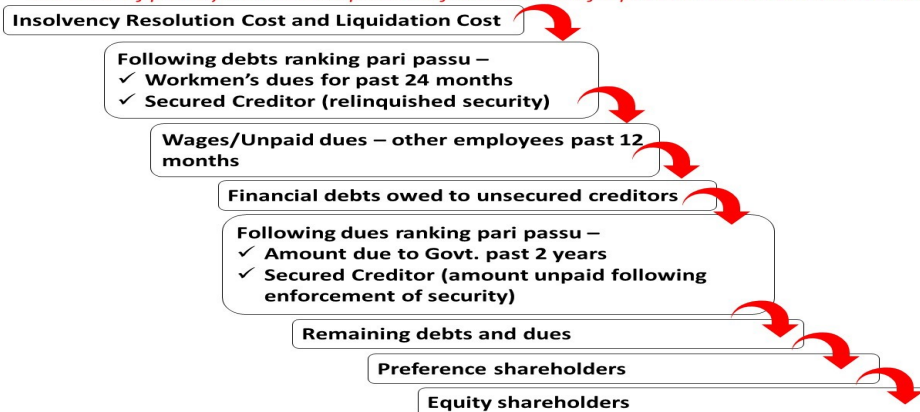 Insolvency Resolution Cost and Liquidation Cost
Following debts ranking pari passu –
✓ Workmen's dues for past 24 months
✓ Secured Creditor (relinquished security)
Wages/Unpaid dues – other employees past 12
months
Financial debts owed to unsecured creditors
Following dues ranking pari passu –
✓ Amount due to Govt. past 2 years
✓ Secured Creditor (amount unpaid following
enforcement of security)
Remaining debts and dues
Preference shareholders
Equity shareholders